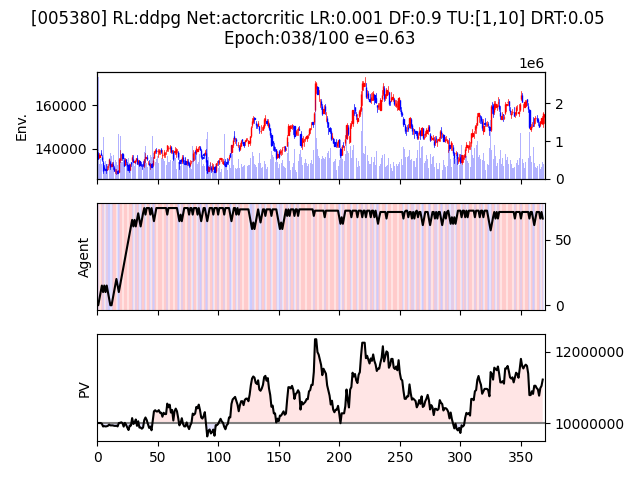 [005380] RL:ddpg Net:actorcritic LR:0.001 DF:0.9 TU:[1,10] DRT:0.05
Epoch:038/100 e=0.63
1e6
Env.
160000
140000
2
1
0
Agent
50
0
PV
12000000
10000000
0 50 100 150 200 250 300 350